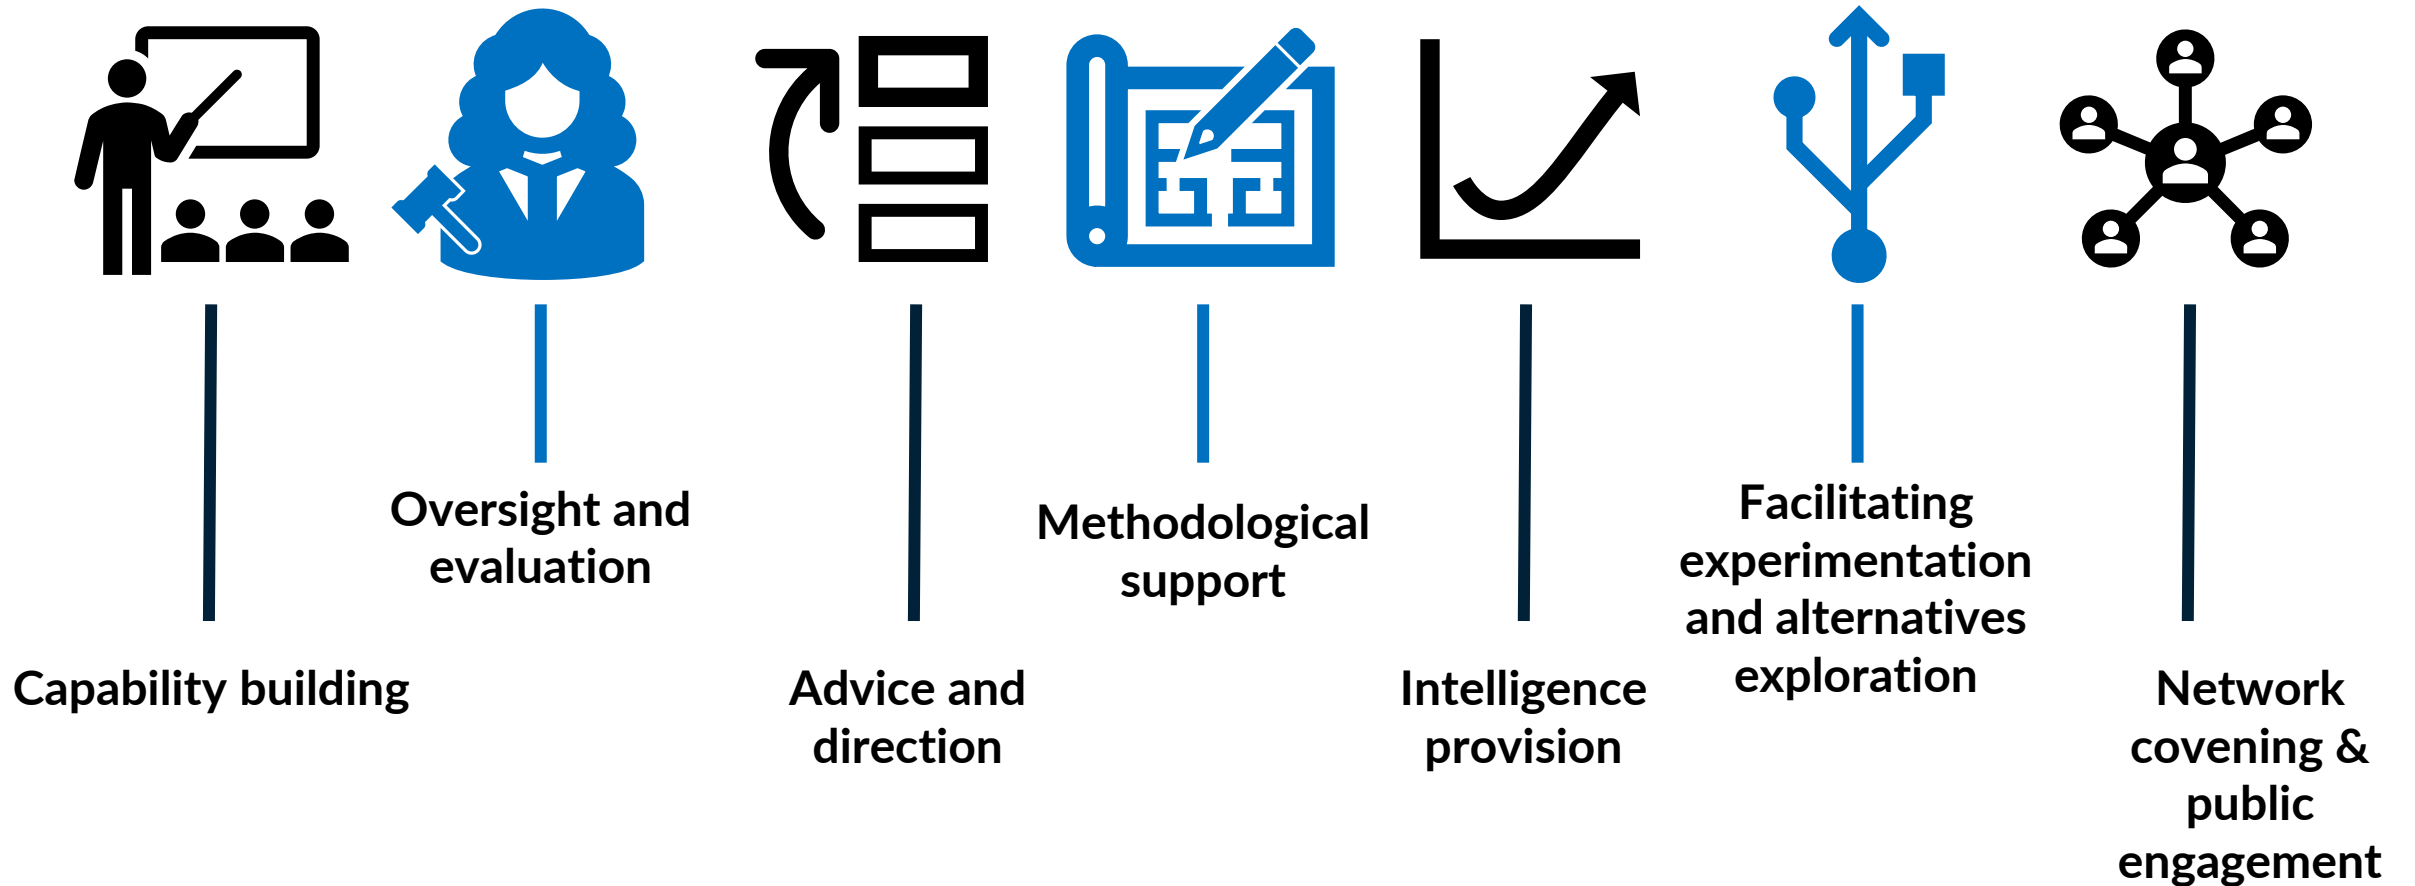 Capability building
Oversight and
evaluation
Advice and
direction
Methodological
support
Intelligence
provision
Facilitating
experimentation
and alternatives
exploration
Network
covening &
public
engagement